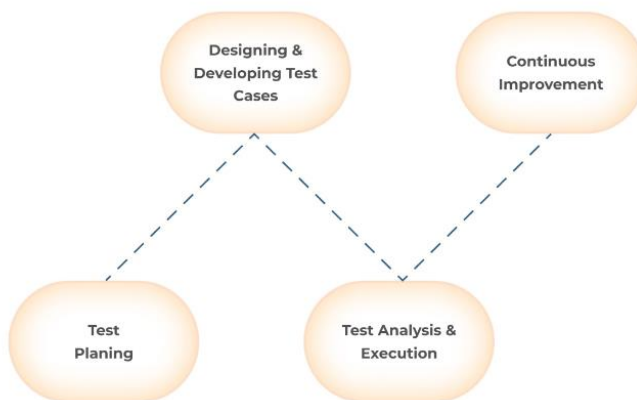 Designing &
Developing Test
Cases
Continuous
Improvement
Test
Planing
Test Analysis &
Execution